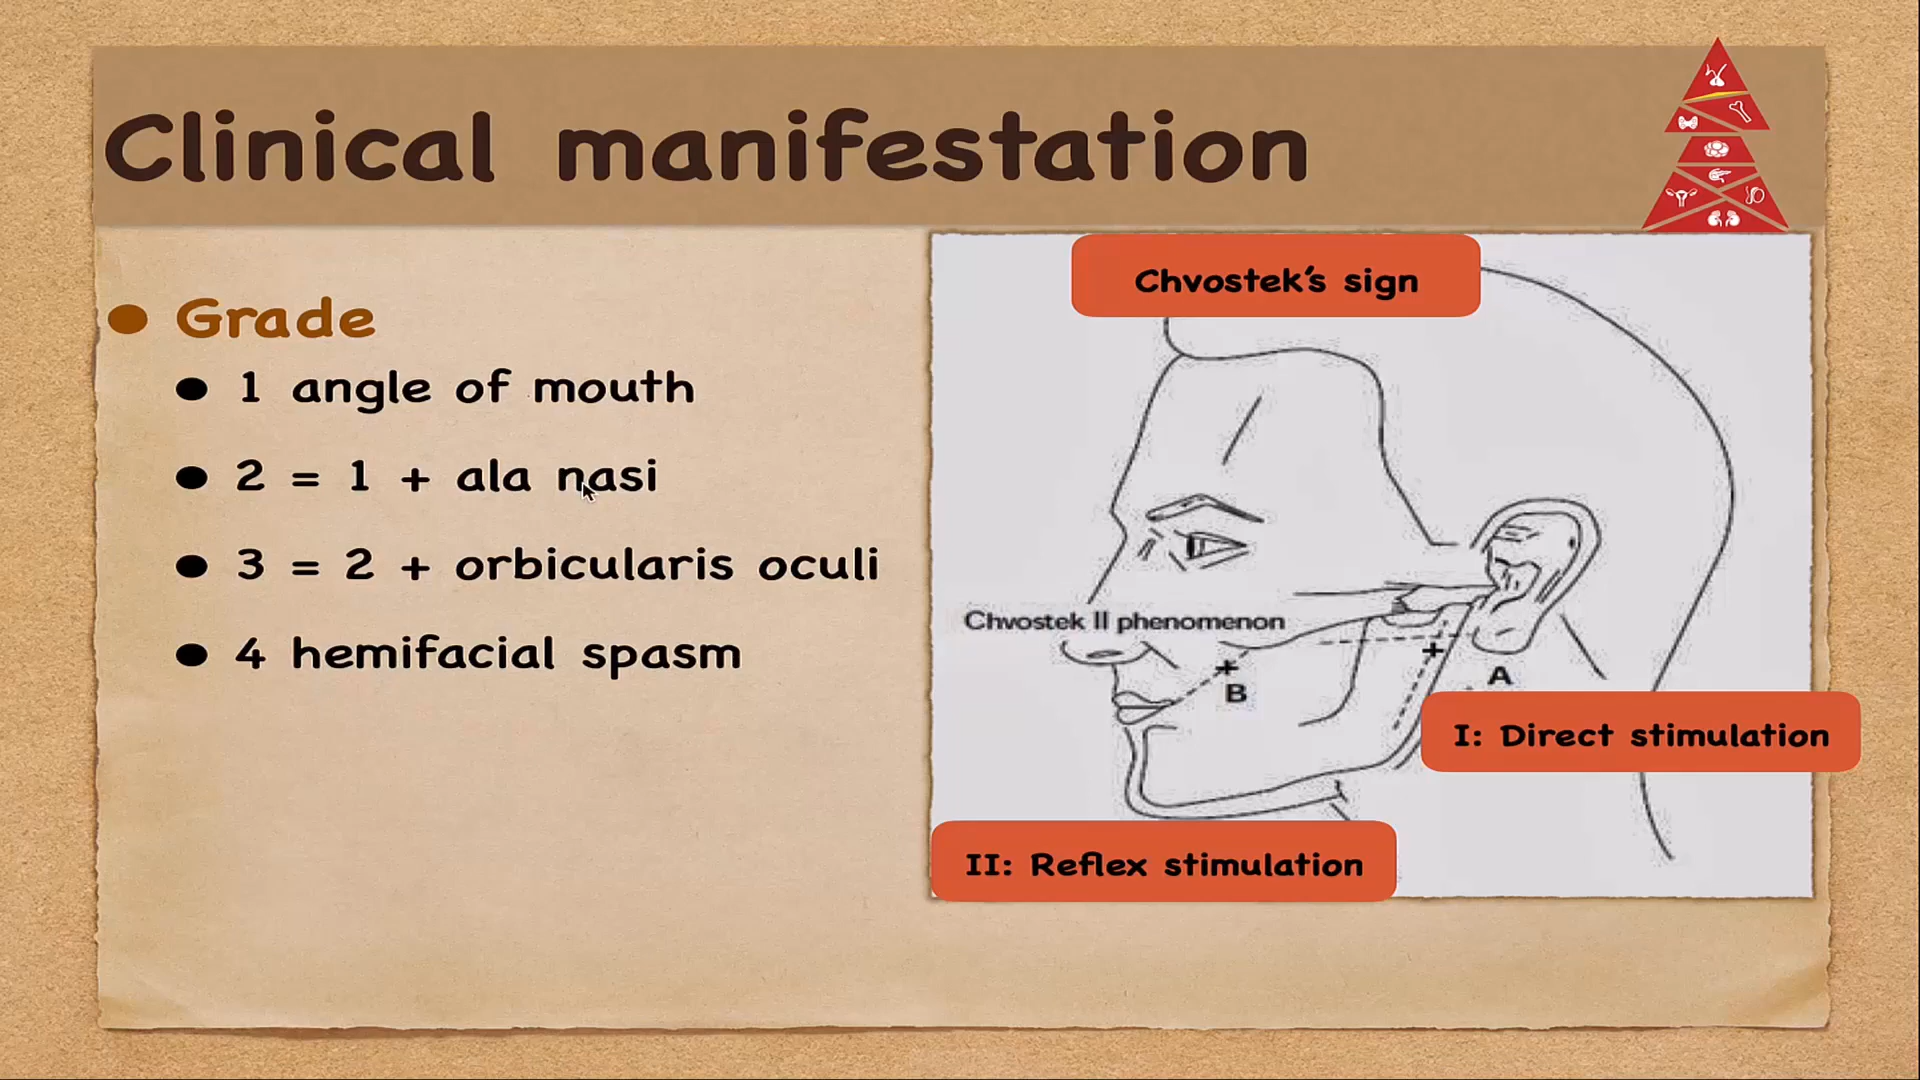 Clinical manifestation
Grade
1 angle of mouth
2 = 1 + ala nasi
3 = 2 + orbicularis oculi
4 hemifacial spasm
Chvostek's sign
Chvostek II phenomenon
+
B
+
A
I: Direct stimulation
II: Reflex stimulation